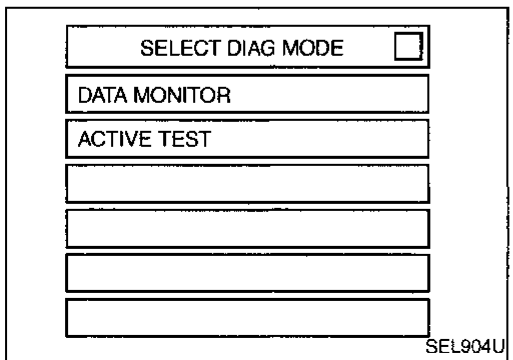 SELECT DIAG MODE
DATA MONITOR
ACTIVE TEST
SEL904U